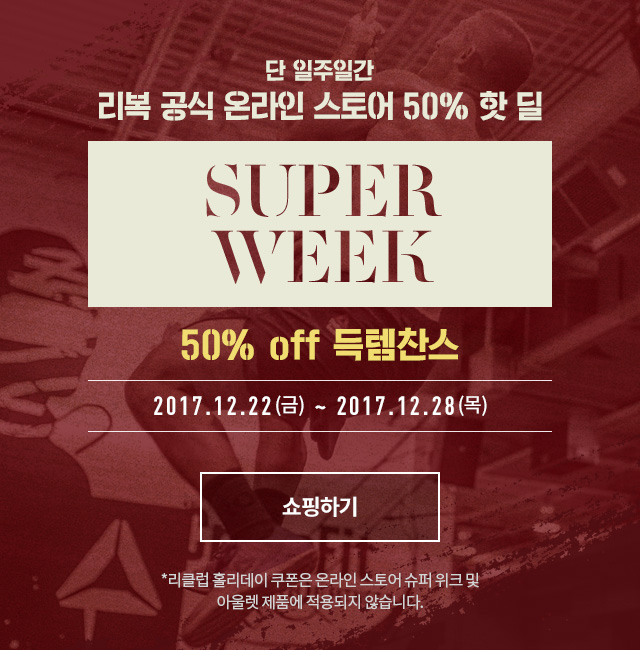 단 일주일간
리복 공식 온라인 스토어 50% 핫 딜
SUPER
WEEK
50% off 득템찬스
2017.12.22(금) ~ 2017.12.28(목)
쇼핑하기
*리클럽 홀리데이 쿠폰은 온라인 스토어 슈퍼 위크 및
아울렛 제품에 적용되지 않습니다.